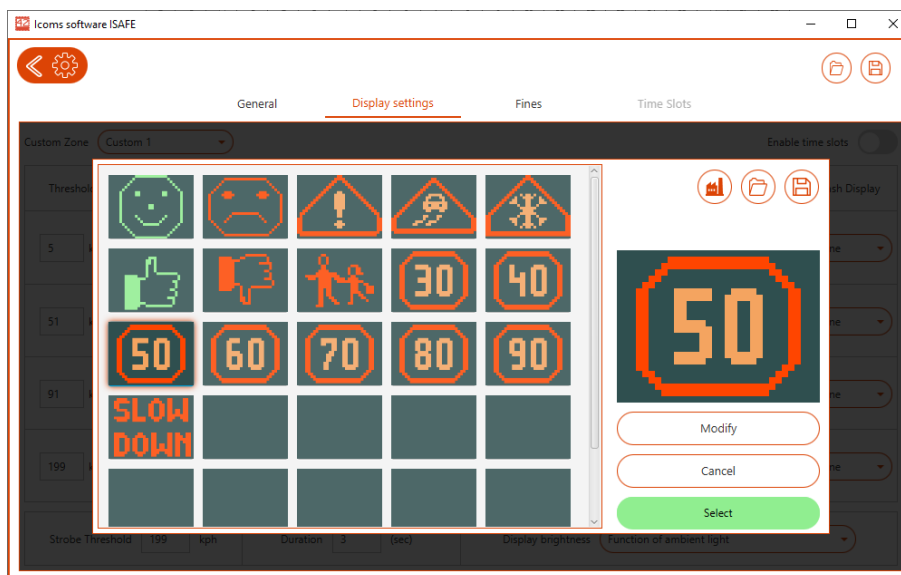 Icoms software ISAFE
General Display settings Fines Time Slots
Custom Zone Custom 1 Enable time slots
Display
5
30 40
51
50 60 70 80 90
50
91
SLOW
DOWN
Modify
199
Cancel
Select
Strobe Threshold 199 kph Duration 3 (sec) Display brightness Function of ambient light